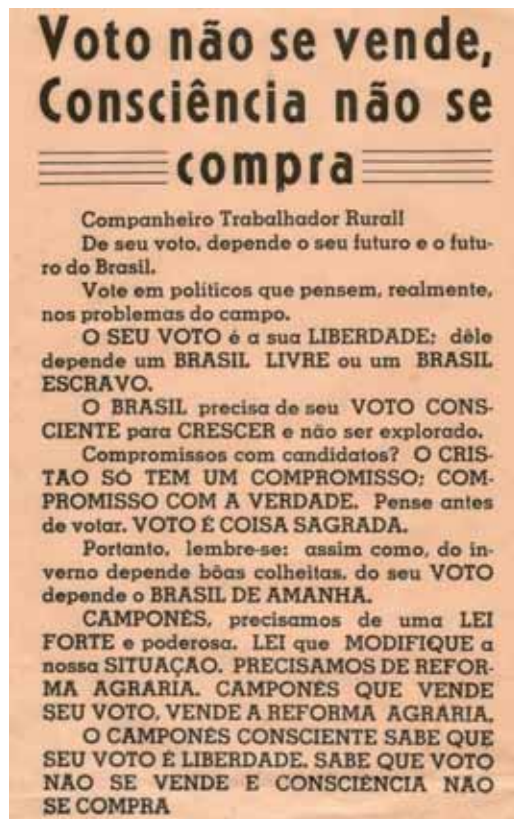 Voto não se vende,
Consciência não se
compra
Companheiro Trabalhador Rural!
De seu voto, depende o seu futuro e o futu-
ro do Brasil.
Vote em políticos que pensem, realmente,
nos problemas do campo.
O SEU VOTO é a sua LIBERDADE: dêle
depende um BRASIL LIVRE ou um BRASIL
ESCRAVO.
O BRASIL precisa de seu VOTO CONS-
CIENTE para CRESCER e não ser explorado.
Compromissos com candidatos? O CRIS-
TAO SÓ TEM UM COMPROMISSO: COM-
PROMISSO COM A VERDADE. Pense antes
de votar. VOTO É COISA SAGRADA.
Portanto, lembre-se: assim como, do in-
verno depende bôas colheitas, do seu VOTO
depende o BRASIL DE AMANHA.
CAMPONÊS, precisamos de uma LEI
FORTE e poderosa. LEI que MODIFIQUE a
nossa SITUAÇÃO. PRECISAMOS DE REFOR-
MA AGRARIA. CAMPONÊS QUE VENDE
SEU VOTO, VENDE A REFORMA AGRARIA.
O CAMPONÊS CONSCIENTE SABE QUE
SEU VOTO É LIBERDADE. SABE QUE VOTO
NAO SE VENDE E CONSCIÊNCIA NAO
SE COMPRA